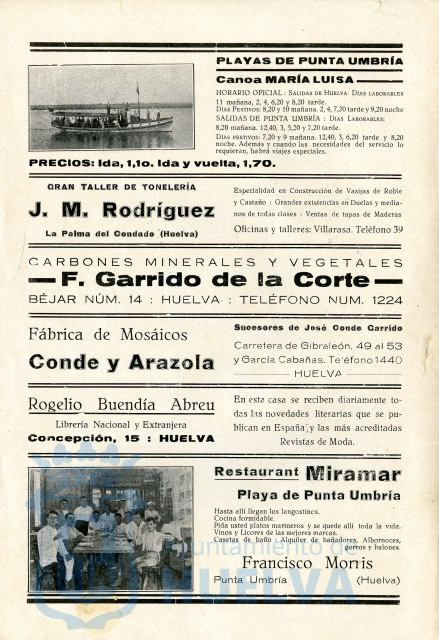 PLAYAS DE PUNTA UMBRÍA
Canoa MARÍA LUISA
HORARIO OFICIAL : SALIDAS DE HUELVA: DÍAS LABORABLES
11 mañana, 2, 4, 6,20 y 8,20 tarde.
DÍAS FESTIVOS: 8,20 y 10 mañana. 2, 4, 7,20 tarde y 9,20 noche
SALIDAS DE PUNTA UMBRÍA : DÍAS LABORABLES:
8,20 mañana. 12,40, 3, 5,20 y 7,20 tarde.
DÍAS FESTIVOS: 7,20 y 9 mañana. 12,40, 3, 6,20 tarde y 8,20
noche. Además y cuando las necesidades del servicio lo
requieran, habrá viajes especiales.
PRECIOS: Ida, 1,10. Ida y vuelta, 1,70.
GRAN TALLER DE TONELERÍA
J. M. Rodríguez
La Palma del Condado (Huelva)
Especialidad en Construcción de Vasijas de Roble
y Castaño : Grandes existencias en Duelas y media-
nos de todas clases : Ventas de tapas de Maderas
Oficinas y talleres: Villarasa. Teléfono 39
CARBONES MINERALES Y VEGETALES
F. Garrido de la Corte
BÉJAR NÚM. 14 : HUELVA : TELÉFONO NUM. 1224
Fábrica de Mosáicos
Conde y Arazola
Sucesores de José Conde Garrido
Carretera de Gibraleón, 49 al 53
y García Cabañas. Teléfono 1440
HUELVA
Rogelio Buendía Abreu
Librería Nacional y Extranjera
Concepción, 15 : HUELVA
En esta casa se reciben diariamente to-
das las novedades literarias que se pu-
blican en España y las más acreditadas
Revistas de Moda.
Restaurant Miramar
Playa de Punta Umbría
Hasta allí llegan los langostinos.
Cocina formidable.
Pida usted platos marineros y se quede allí toda la vida.
Vinos y Licores de las mejores marcas.
Casetas de baño : Alquiler de bañadores, Albornoces,
gorros y balones.
Francisco Morris
Punta Umbría (Huelva)
Ayuntamiento de
HUELVA